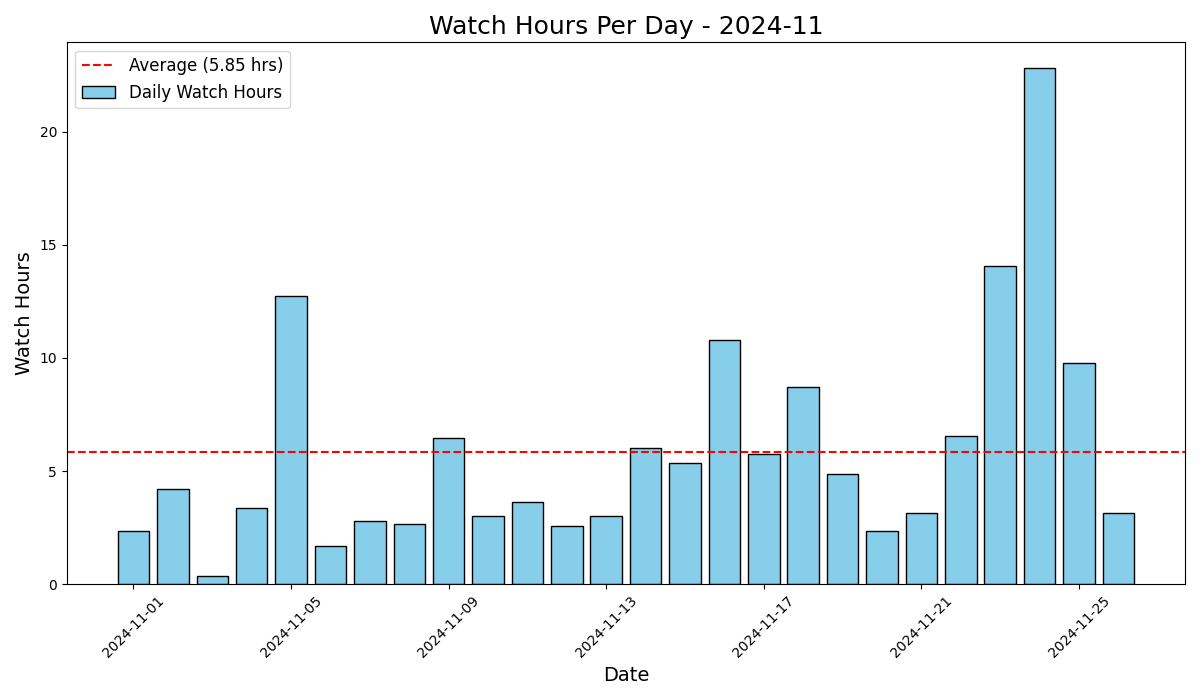 Watch Hours Per Day - 2024-11
Average (5.85 hrs)
Daily Watch Hours
Watch Hours
20
15
10
5
0
2024-11-01
2024-11-05
2024-11-09
2024-11-13
2024-11-17
2024-11-21
2024-11-25
Date